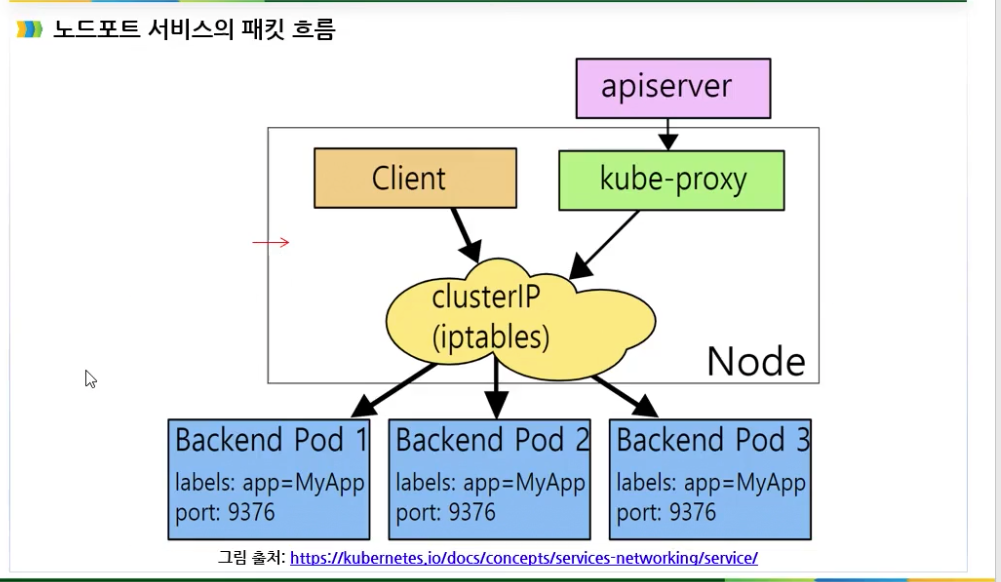 노드포트 서비스의 패킷 흐름
apiserver
Client
kube-proxy
clusterIP
(iptables)
Node
Backend Pod 1
labels: app=MyApp
port: 9376
Backend Pod 2
labels: app=MyApp
port: 9376
Backend Pod 3
labels: app=MyApp
port: 9376
그림 출처: https://kubernetes.io/docs/concepts/services-networking/service/